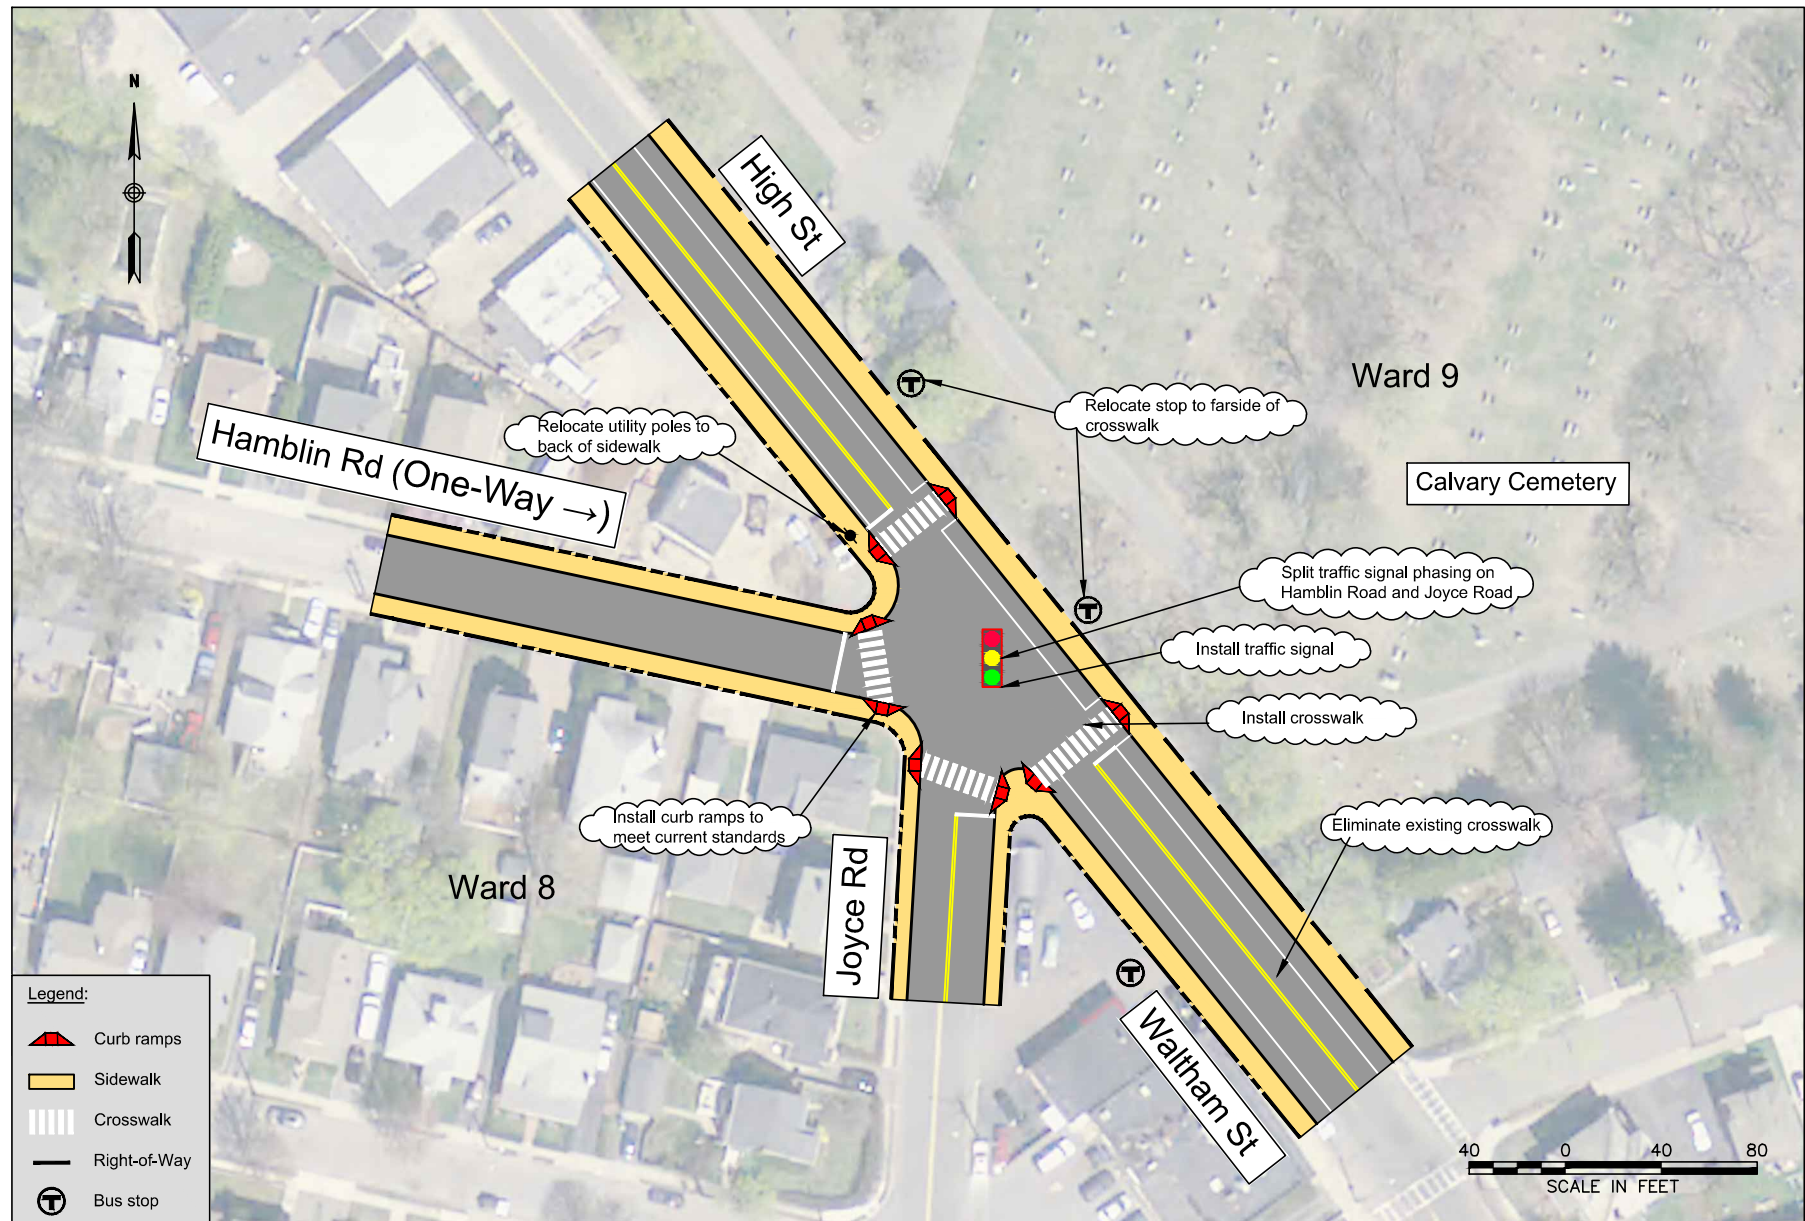 N
High St
Ward 9
Relocate stop to farside of
crosswalk
Hamblin Rd (One-Way →)
Relocate utility poles to
back of sidewalk
Calvary Cemetery
Split traffic signal phasing on
Hamblin Road and Joyce Road
Install traffic signal
Install crosswalk
Install curb ramps to
meet current standards
Eliminate existing crosswalk
Ward 8
Joyce Rd
Waltham St
Legend:
Curb ramps
Sidewalk
Crosswalk
Right-of-Way
T Bus stop
T
T
T
40 0 40 80
SCALE IN FEET